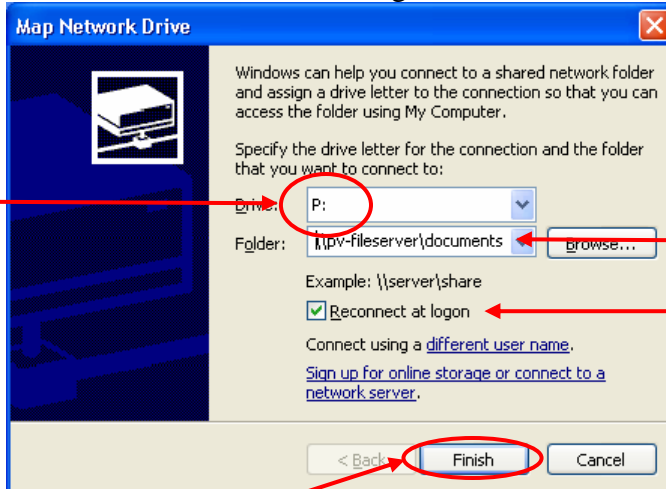 Map Network Drive
Windows can help you connect to a shared network folder
and assign a drive letter to the connection so that you can
access the folder using My Computer.
Specify the drive letter for the connection and the folder
that you want to connect to:
Drive: P:
Folder: \\pv-fileserver\documents Browse...
Example: \\server\share
Reconnect at logon
Connect using a different user name.
Sign up for online storage or connect to a
network server.
< Back Finish Cancel